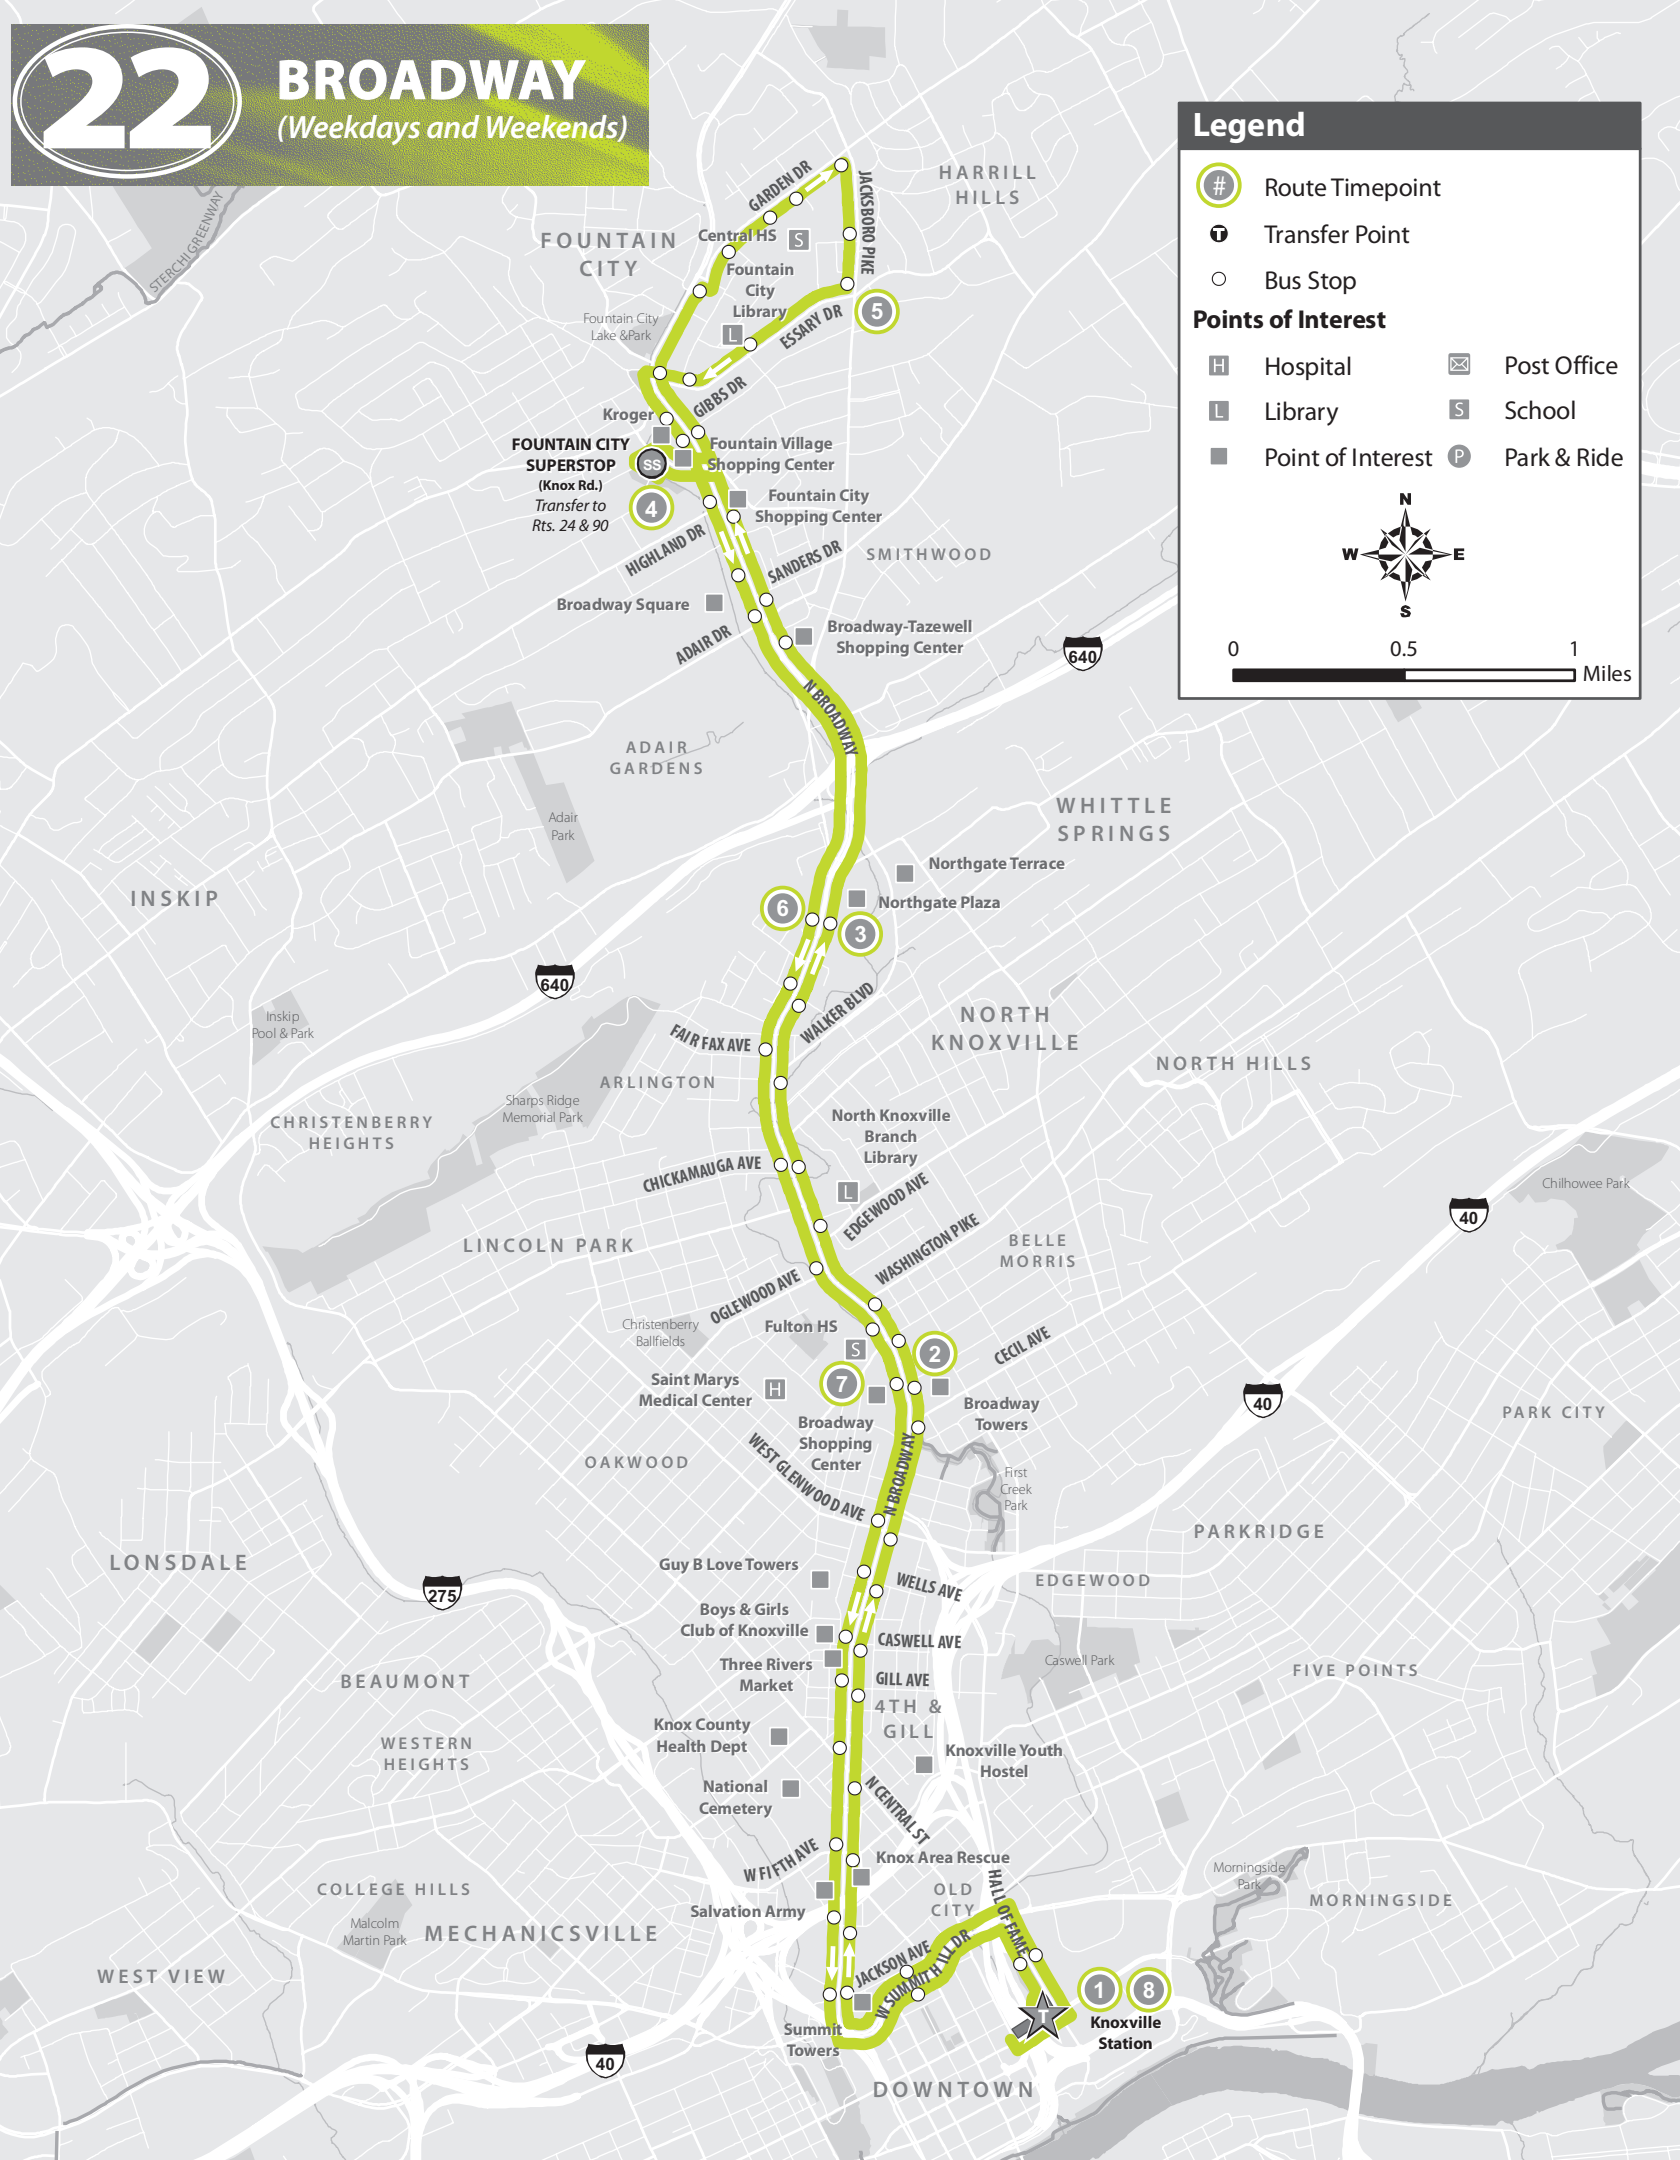 22
BROADWAY
(Weekdays and Weekends)
Legend
#
Route Timepoint
T
Transfer Point
Bus Stop
Points of Interest
H
Hospital
Post Office
L
Library
S
School
Point of Interest
P
Park & Ride
N
W
E
S
0
0.5
1
Miles
STERCHI GREENWAY
GARDEN DR
JACKSBORO PIKE
HARRILL
HILLS
FOUNTAIN
CITY
Central HS
S
Fountain
City
Library
L
Fountain City
Lake &Park
ESSARY DR
5
GIBBS DR
Kroger
FOUNTAIN CITY
SUPERSTOP
(Knox Rd.)
Transfer to
Rts. 24 & 90
SS
4
Fountain Village
Shopping Center
Fountain City
Shopping Center
HIGHLAND DR
SANDERS DR
SMITHWOOD
Broadway Square
ADAIR DR
Broadway-Tazewell
Shopping Center
640
N BROADWAY
ADAIR
GARDENS
Adair
Park
WHITTLE
SPRINGS
Northgate Terrace
INSKIP
6
Northgate Plaza
3
640
WALKER BLVD
Inskip
Pool & Park
FAIR FAX AVE
NORTH
KNOXVILLE
NORTH HILLS
ARLINGTON
Sharps Ridge
Memorial Park
CHRISTENBERRY
HEIGHTS
North Knoxville
Branch
Library
L
CHICKAMAUGA AVE
EDGEWOOD AVE
Chilhowee Park
40
WASHINGTON PIKE
LINCOLN PARK
BELLE
MORRIS
OGLEWOOD AVE
Christenberry
Ballfields
Fulton HS
S
2
CECIL AVE
Saint Marys
Medical Center
H
7
40
Broadway
Towers
Broadway
Shopping
Center
PARK CITY
WEST GLENWOOD AVE
N BROADWAY
OAKWOOD
First
Creek
Park
PARKRIDGE
LONSDALE
Guy B Love Towers
WELLS AVE
EDGEWOOD
275
Boys & Girls
Club of Knoxville
CASWELL AVE
Three Rivers
Market
Caswell Park
FIVE POINTS
BEAUMONT
GILL AVE
4TH &
GILL
Knox County
Health Dept
WESTERN
HEIGHTS
Knoxville Youth
Hostel
National
Cemetery
N CENTRAL ST
W FIFTH AVE
Knox Area Rescue
HALL OF FAME
Morningside
Park
COLLEGE HILLS
OLD
CITY
MORNINGSIDE
Salvation Army
Malcolm
Martin Park
MECHANICSVILLE
JACKSON AVE
W SUMMIT HILL DR
WEST VIEW
1
8
T
Knoxville
Station
Summit
Towers
40
DOWNTOWN